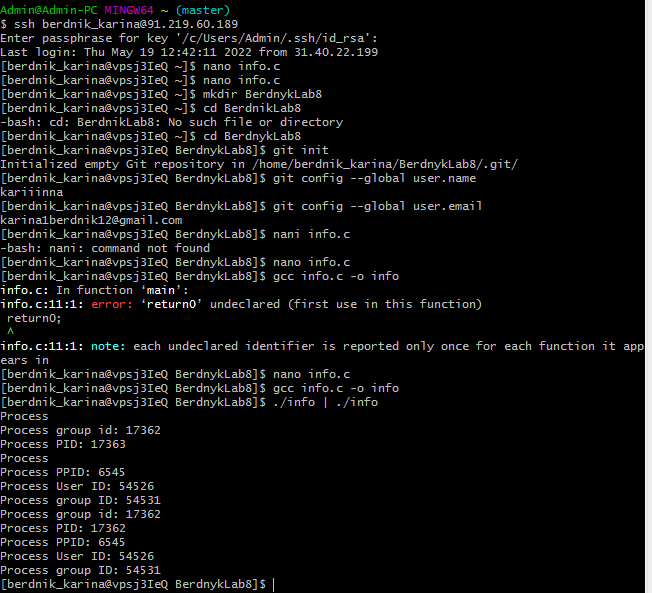 Admin@Admin-PC MINGW64 ~ (master)
$ ssh berdnik_karina@91.219.60.189
Enter passphrase for key '/c/Users/Admin/.ssh/id_rsa':
Last login: Thu May 19 12:42:11 2022 from 31.40.22.199
[berdnik_karina@vpsj3IeQ ~]$ nano info.c
[berdnik_karina@vpsj3IeQ ~]$ nano info.c
[berdnik_karina@vpsj3IeQ ~]$ mkdir BerdnykLab8
[berdnik_karina@vpsj3IeQ ~]$ cd BerdnikLab8
-bash: cd: BerdnikLab8: No such file or directory
[berdnik_karina@vpsj3IeQ ~]$ cd BerdnykLab8
[berdnik_karina@vpsj3IeQ BerdnykLab8]$ git init
Initialized empty Git repository in /home/berdnik_karina/BerdnykLab8/.git/
[berdnik_karina@vpsj3IeQ BerdnykLab8]$ git config --global user.name
kariiinna
[berdnik_karina@vpsj3IeQ BerdnykLab8]$ git config --global user.email
karina1berdnik12@gmail.com
[berdnik_karina@vpsj3IeQ BerdnykLab8]$ nani info.c
-bash: nani: command not found
[berdnik_karina@vpsj3IeQ BerdnykLab8]$ nano info.c
[berdnik_karina@vpsj3IeQ BerdnykLab8]$ gcc info.c -o info
info.c: In function ‘main’:
info.c:11:1: error: ‘return0’ undeclared (first use in this function)
 return0;
 ^
info.c:11:1: note: each undeclared identifier is reported only once for each function it app
ears in
[berdnik_karina@vpsj3IeQ BerdnykLab8]$ nano info.c
[berdnik_karina@vpsj3IeQ BerdnykLab8]$ gcc info.c -o info
[berdnik_karina@vpsj3IeQ BerdnykLab8]$ ./info | ./info
Process
Process group id: 17362
Process PID: 17363
Process
Process PPID: 6545
Process User ID: 54526
Process group ID: 54531
Process group id: 17362
Process PID: 17362
Process PPID: 6545
Process User ID: 54526
Process group ID: 54531
[berdnik_karina@vpsj3IeQ BerdnykLab8]$